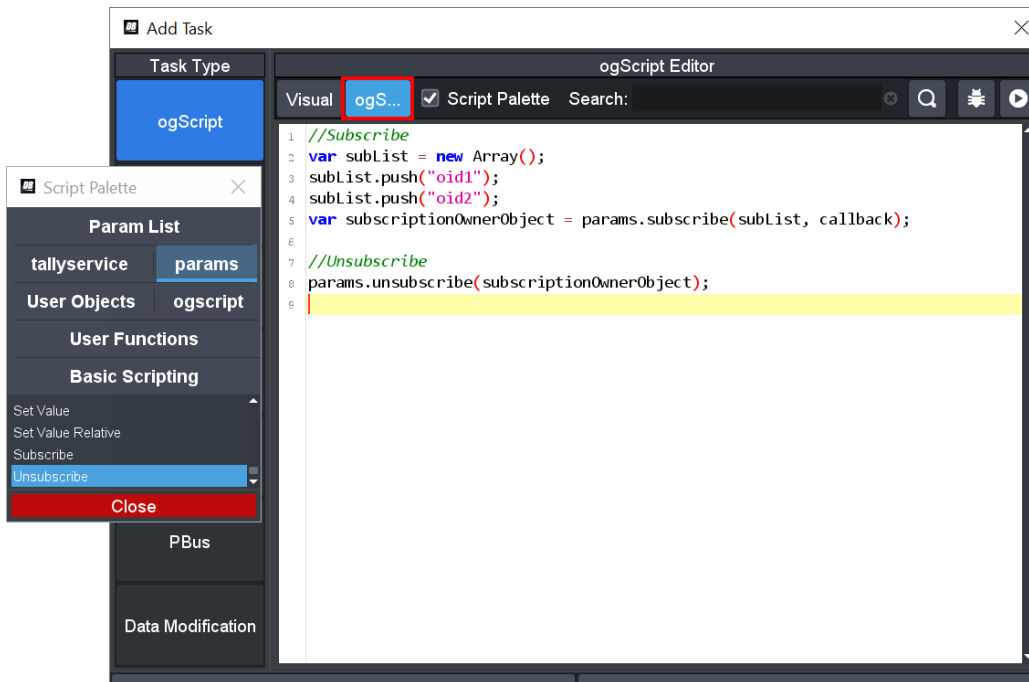 Add Task
Task Type
ogScript
PBus
Data Modification
ogScript Editor
Visual ogS... Script Palette Search:
1 //Subscribe
2 var subList = new Array();
3 subList.push("oid1");
4 subList.push("oid2");
5 var subscriptionOwnerObject = params.subscribe(subList, callback);
6
7 //Unsubscribe
8 params.unsubscribe(subscriptionOwnerObject);
9
Script Palette
Param List
tallyservice params
User Objects ogscript
User Functions
Basic Scripting
Set Value
Set Value Relative
Subscribe
Unsubscribe
Close